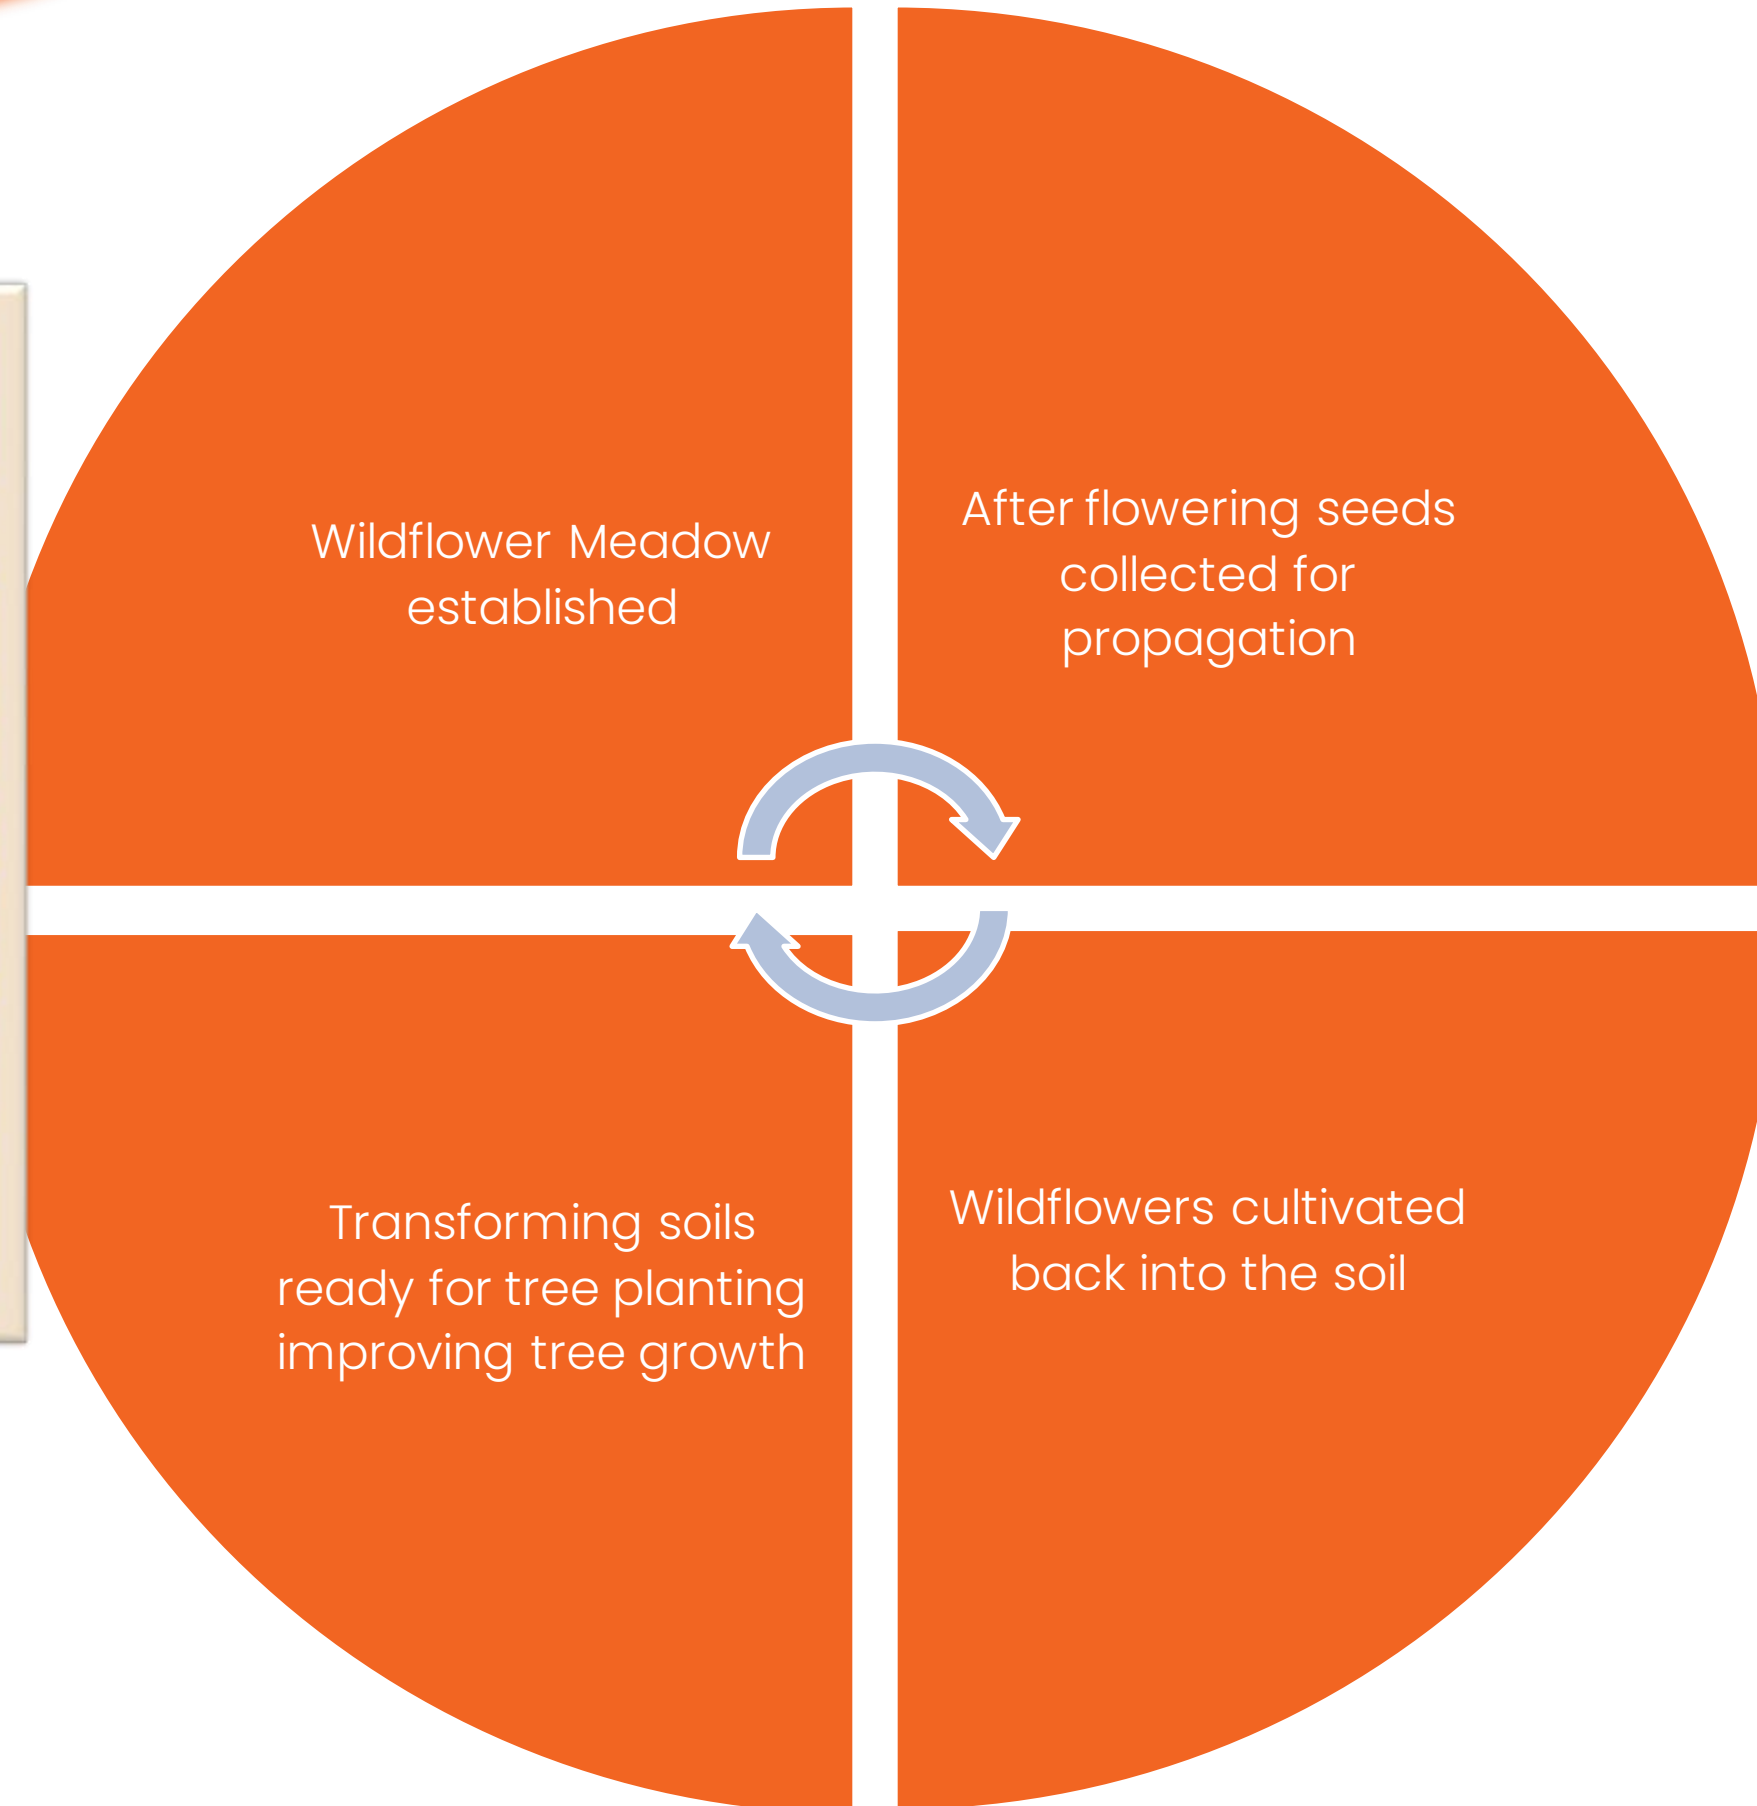 Wildflower Meadow
established
After flowering seeds
collected for
propagation
Wildflowers cultivated
back into the soil
Transforming soils
ready for tree planting
improving tree growth